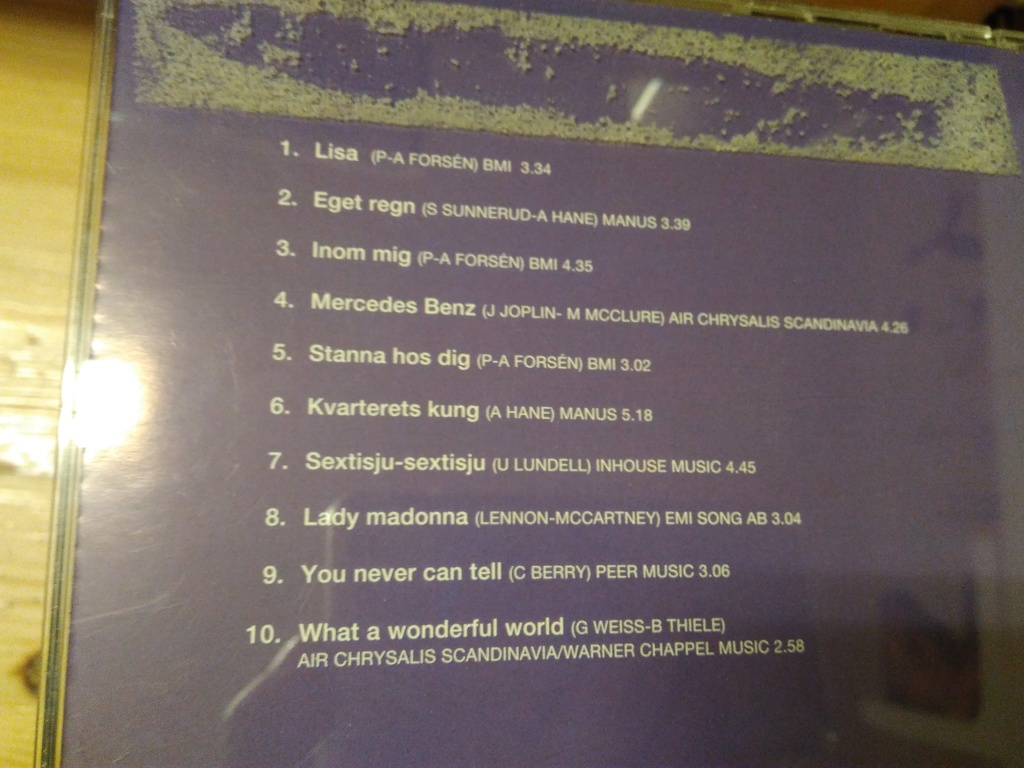 1. Lisa (P-A FORSÉN) BMI 3.34
2. Eget regn (S SUNNERUD-A HANE) MANUS 3.39
3. Inom mig (P-A FORSÉN) BMI 4.35
4. Mercedes Benz (J JOPLIN- M MCCLURE) AIR CHRYSALIS SCANDINAVIA 4.26
5. Stanna hos dig (P-A FORSÉN) BMI 3.02
6. Kvarterets kung (A HANE) MANUS 5.18
7. Sextisju-sextisju (U LUNDELL) INHOUSE MUSIC 4.45
8. Lady madonna (LENNON-MCCARTNEY) EMI SONG AB 3.04
9. You never can tell (C BERRY) PEER MUSIC 3.06
10. What a wonderful world (G WEISS-B THIELE)
AIR CHRYSALIS SCANDINAVIA/WARNER CHAPPEL MUSIC 2.58